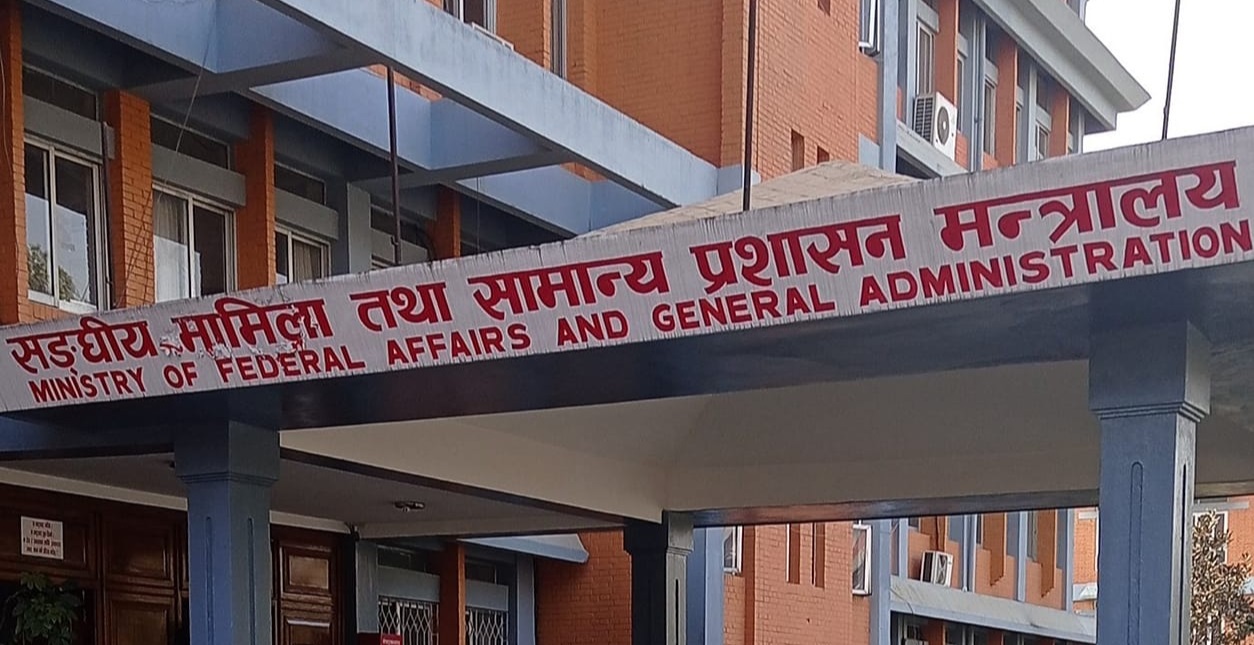 सङ्घीय मामिला तथा सामान्य प्रशासन मन्त्रालय
MINISTRY OF FEDERAL AFFAIRS AND GENERAL ADMINISTRATION